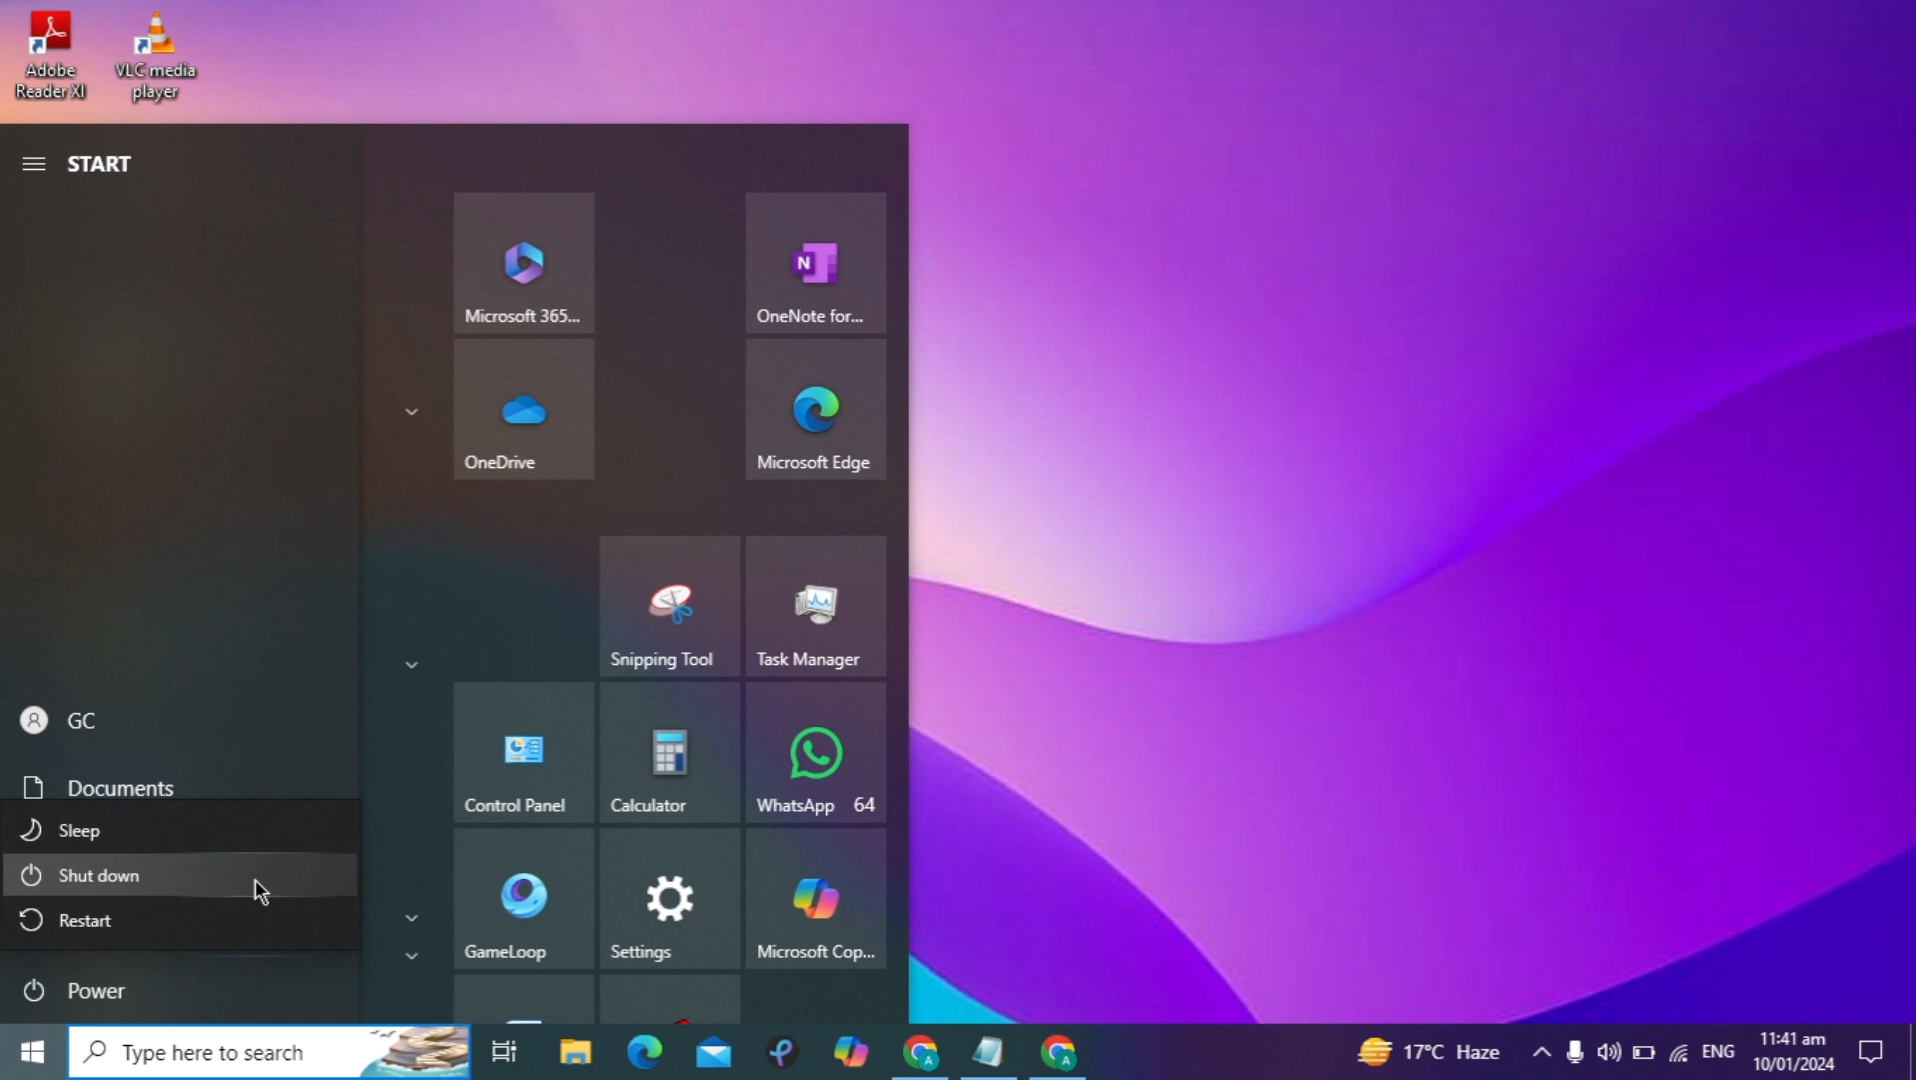 Adobe
Reader XI
VLC media
player
START
Microsoft 365...
OneNote for...
OneDrive
Microsoft Edge
Snipping Tool
Task Manager
GC
Documents
Control Panel
Calculator
WhatsApp 64
Sleep
Shut down
Restart
GameLoop
Settings
Microsoft Cop...
Power
Type here to search
17°C Haze
ENG
11:41 am
10/01/2024